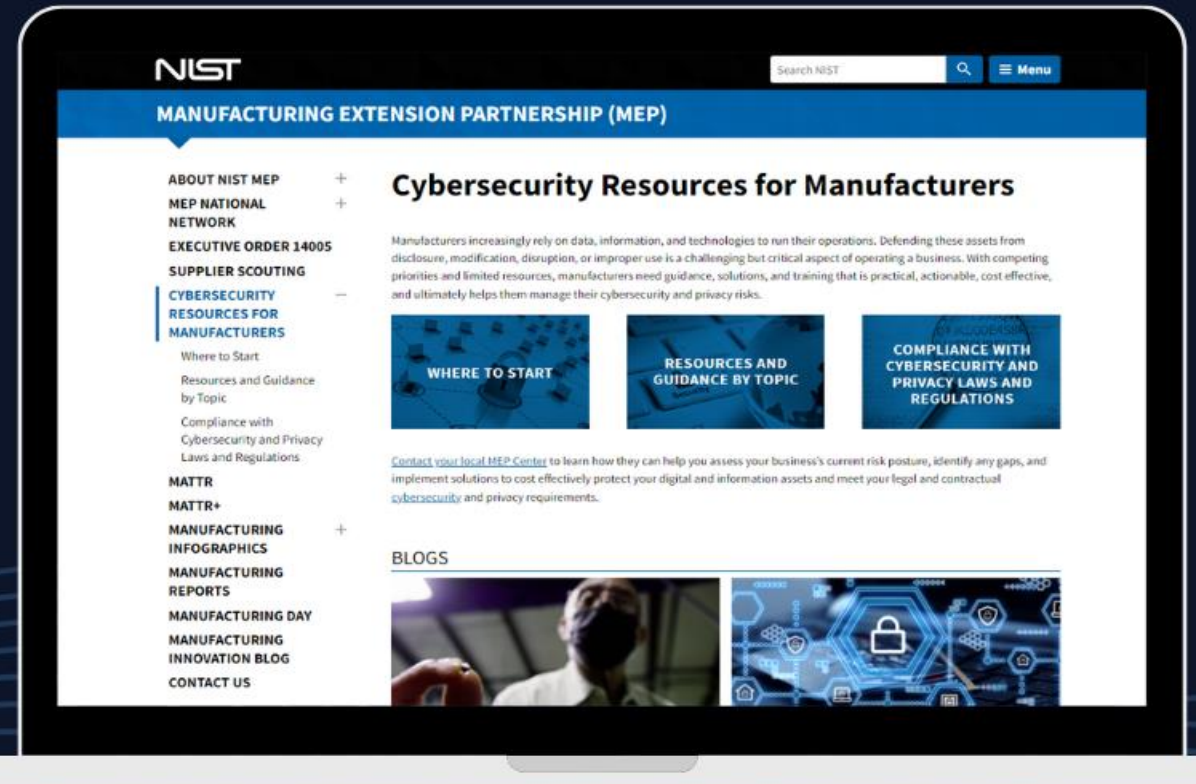 NIST
Search NIST
Menu
MANUFACTURING EXTENSION PARTNERSHIP (MEP)
ABOUT NIST MEP
MEP NATIONAL
NETWORK
EXECUTIVE ORDER 14005
SUPPLIER SCOUTING
CYBERSECURITY
RESOURCES FOR
MANUFACTURERS
Where to Start
Resources and Guidance
by Topic
Compliance with
Cybersecurity and Privacy
Laws and Regulations
MATTR
MATTR+
MANUFACTURING
INFOGRAPHICS
MANUFACTURING
REPORTS
MANUFACTURING DAY
MANUFACTURING
INNOVATION BLOG
CONTACT US
Cybersecurity Resources for Manufacturers
Manufacturers increasingly rely on data, information, and technologies to run their operations. Defending these assets from
disclosure, modification, disruption, or improper use is a challenging but critical aspect of operating a business. With competing
priorities and limited resources, manufacturers need guidance, solutions, and training that is practical, actionable, cost effective,
and ultimately helps them manage their cybersecurity and privacy risks.
WHERE TO START
RESOURCES AND
GUIDANCE BY TOPIC
COMPLIANCE WITH
CYBERSECURITY AND
PRIVACY LAWS AND
REGULATIONS
Contact your local MEP Center to learn how they can help you assess your business's current risk posture, identify any gaps, and
implement solutions to cost effectively protect your digital and information assets and meet your legal and contractual
cybersecurity and privacy requirements.
BLOGS